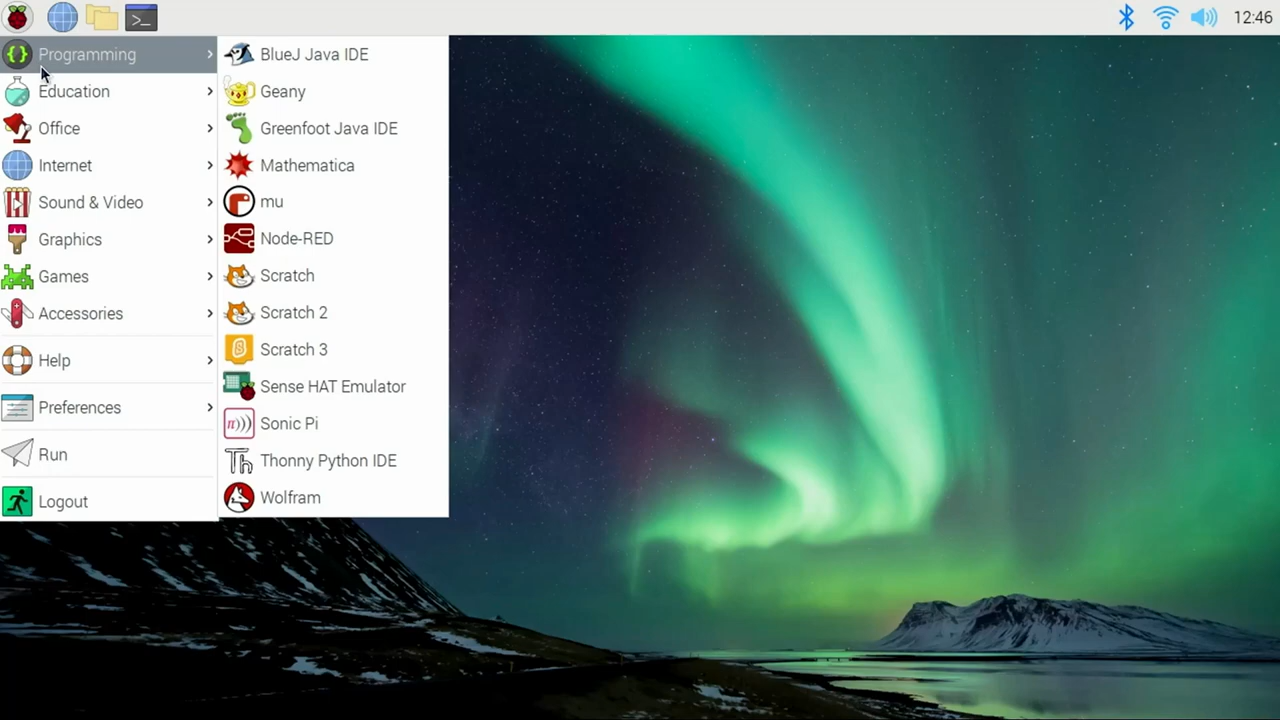 12:46
Programming
Education
Office
Internet
Sound & Video
Graphics
Games
Accessories
Help
Preferences
Run
Logout
BlueJ Java IDE
Geany
Greenfoot Java IDE
Mathematica
mu
Node-RED
Scratch
Scratch 2
Scratch 3
Sense HAT Emulator
Sonic Pi
Thonny Python IDE
Wolfram